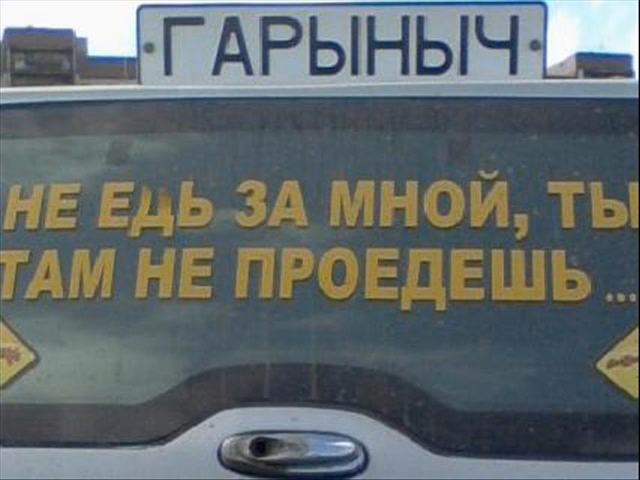 ГАРЫНЫЧ
НЕ ЕДЬ ЗА МНОЙ, ТЫ
ТАМ НЕ ПРОЕДЕШЬ ...